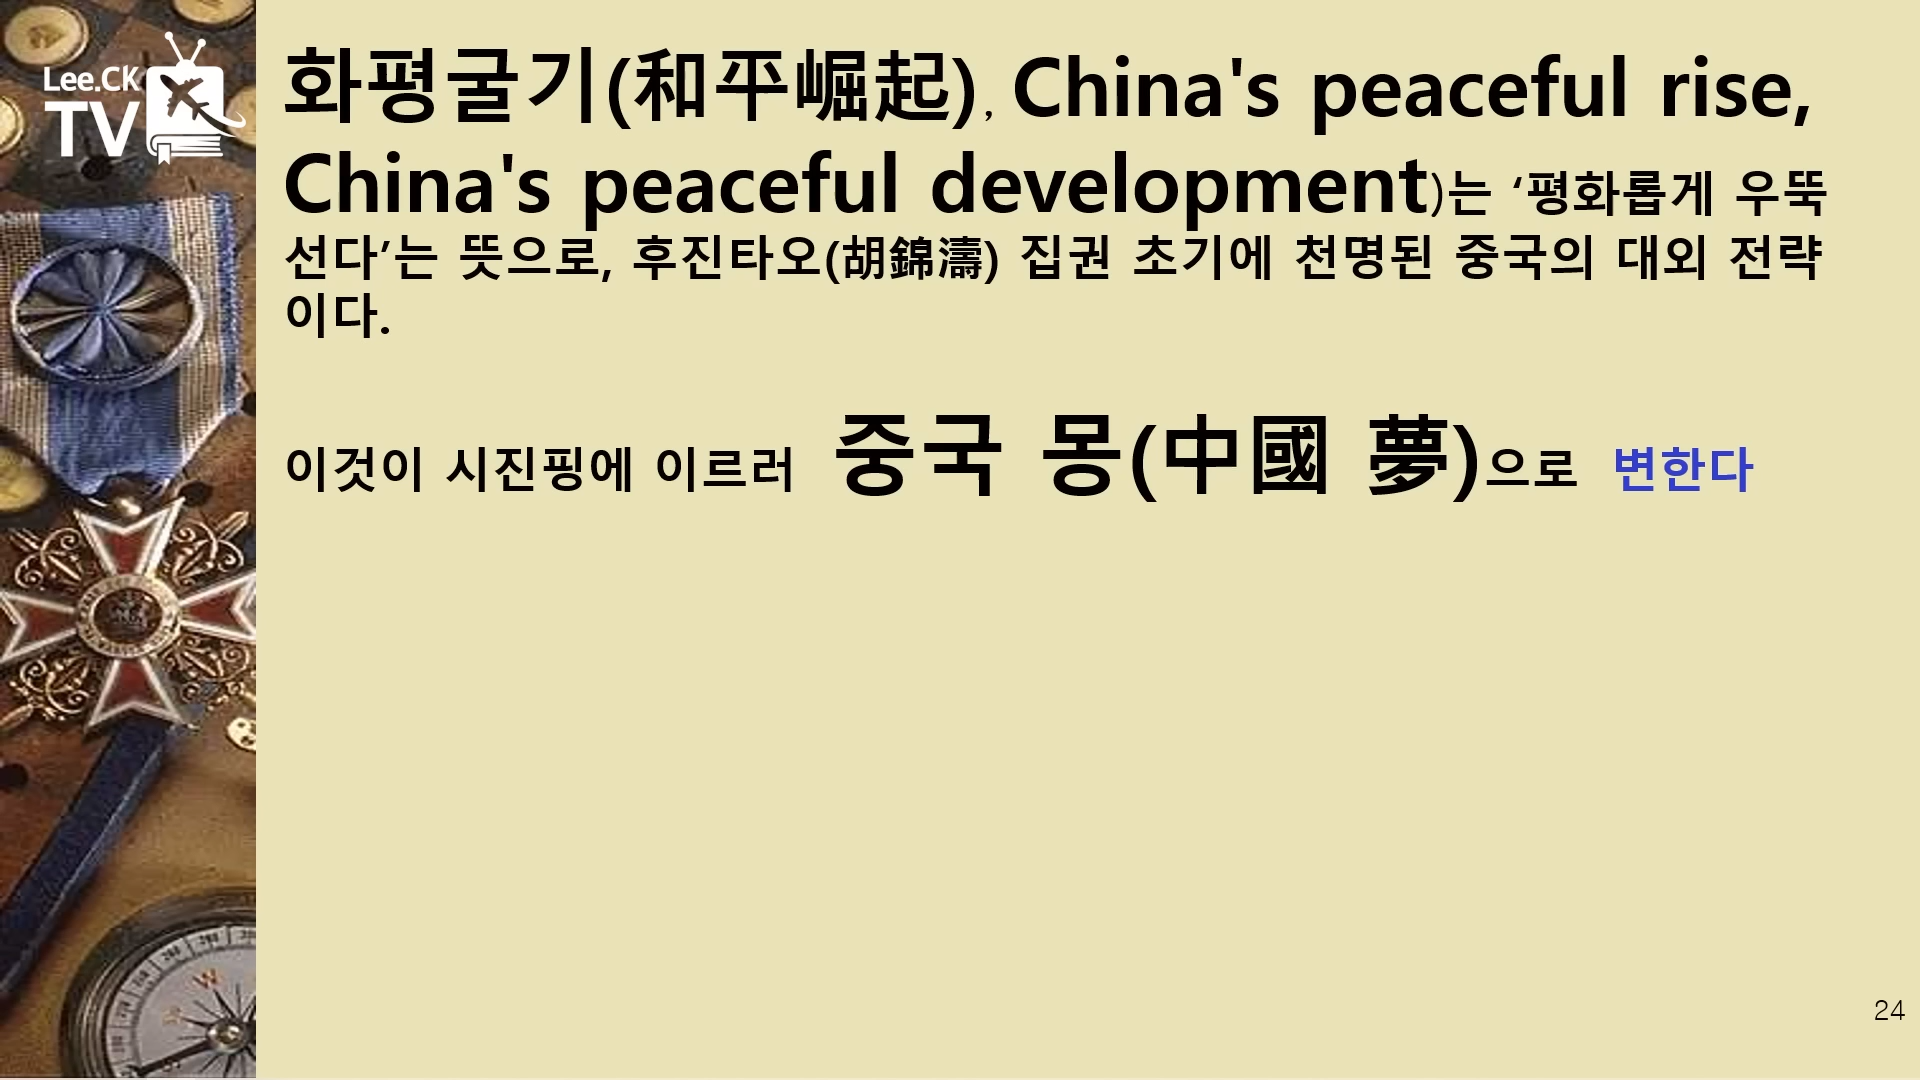 Lee.CK
TV
화평굴기(和平崛起), China's peaceful rise,
China's peaceful development)는 ‘평화롭게 우뚝
선다’는 뜻으로, 후진타오(胡錦濤) 집권 초기에 천명된 중국의 대외 전략
이다.
이것이 시진핑에 이르러 중국 몽(中國 夢)으로 변한다
W
24